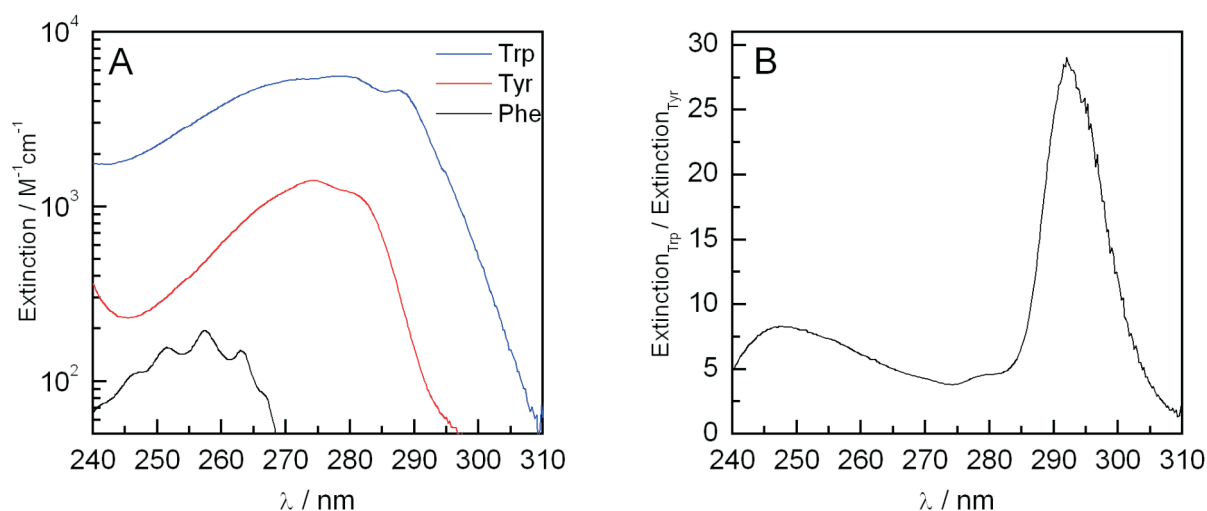 A
Trp
Tyr
Phe
10⁴
10³
10²
Extinction / M⁻¹cm⁻¹
240 250 260 270 280 290 300 310
λ / nm
B
30
25
20
15
10
5
0
Extinction_Trp / Extinction_Tyr
240 250 260 270 280 290 300 310
λ / nm